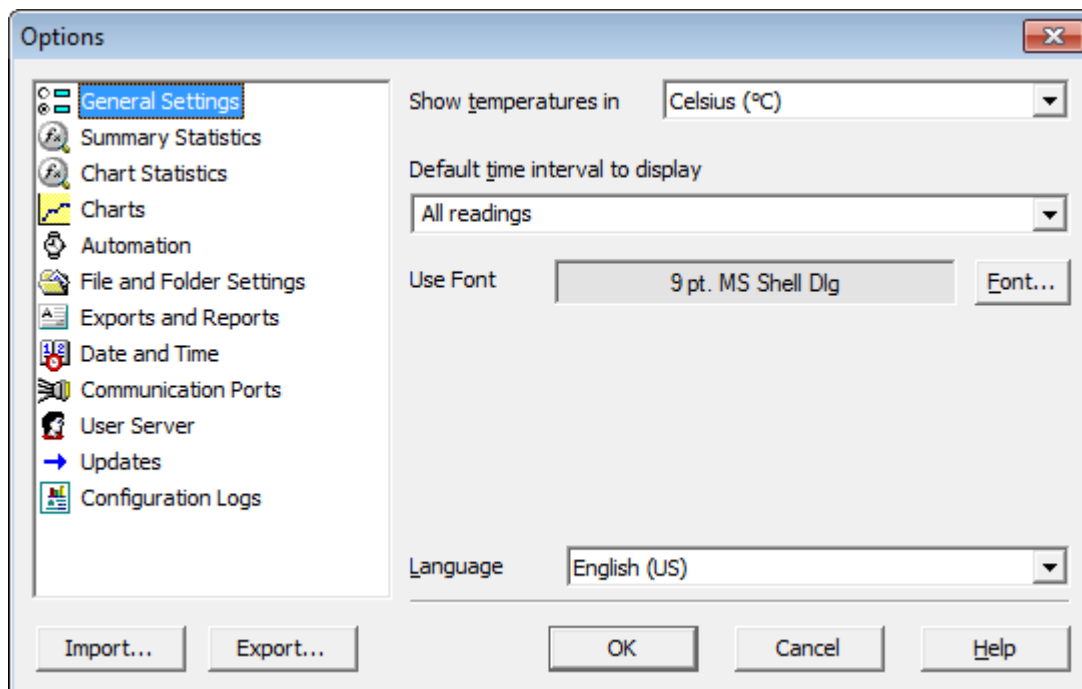 Options
General Settings
Summary Statistics
Chart Statistics
Charts
Automation
File and Folder Settings
Exports and Reports
Date and Time
Communication Ports
User Server
Updates
Configuration Logs
Show temperatures in Celsius (°C)
Default time interval to display
All readings
Use Font 9 pt. MS Shell Dlg Font...
Language English (US)
Import... Export... OK Cancel Help